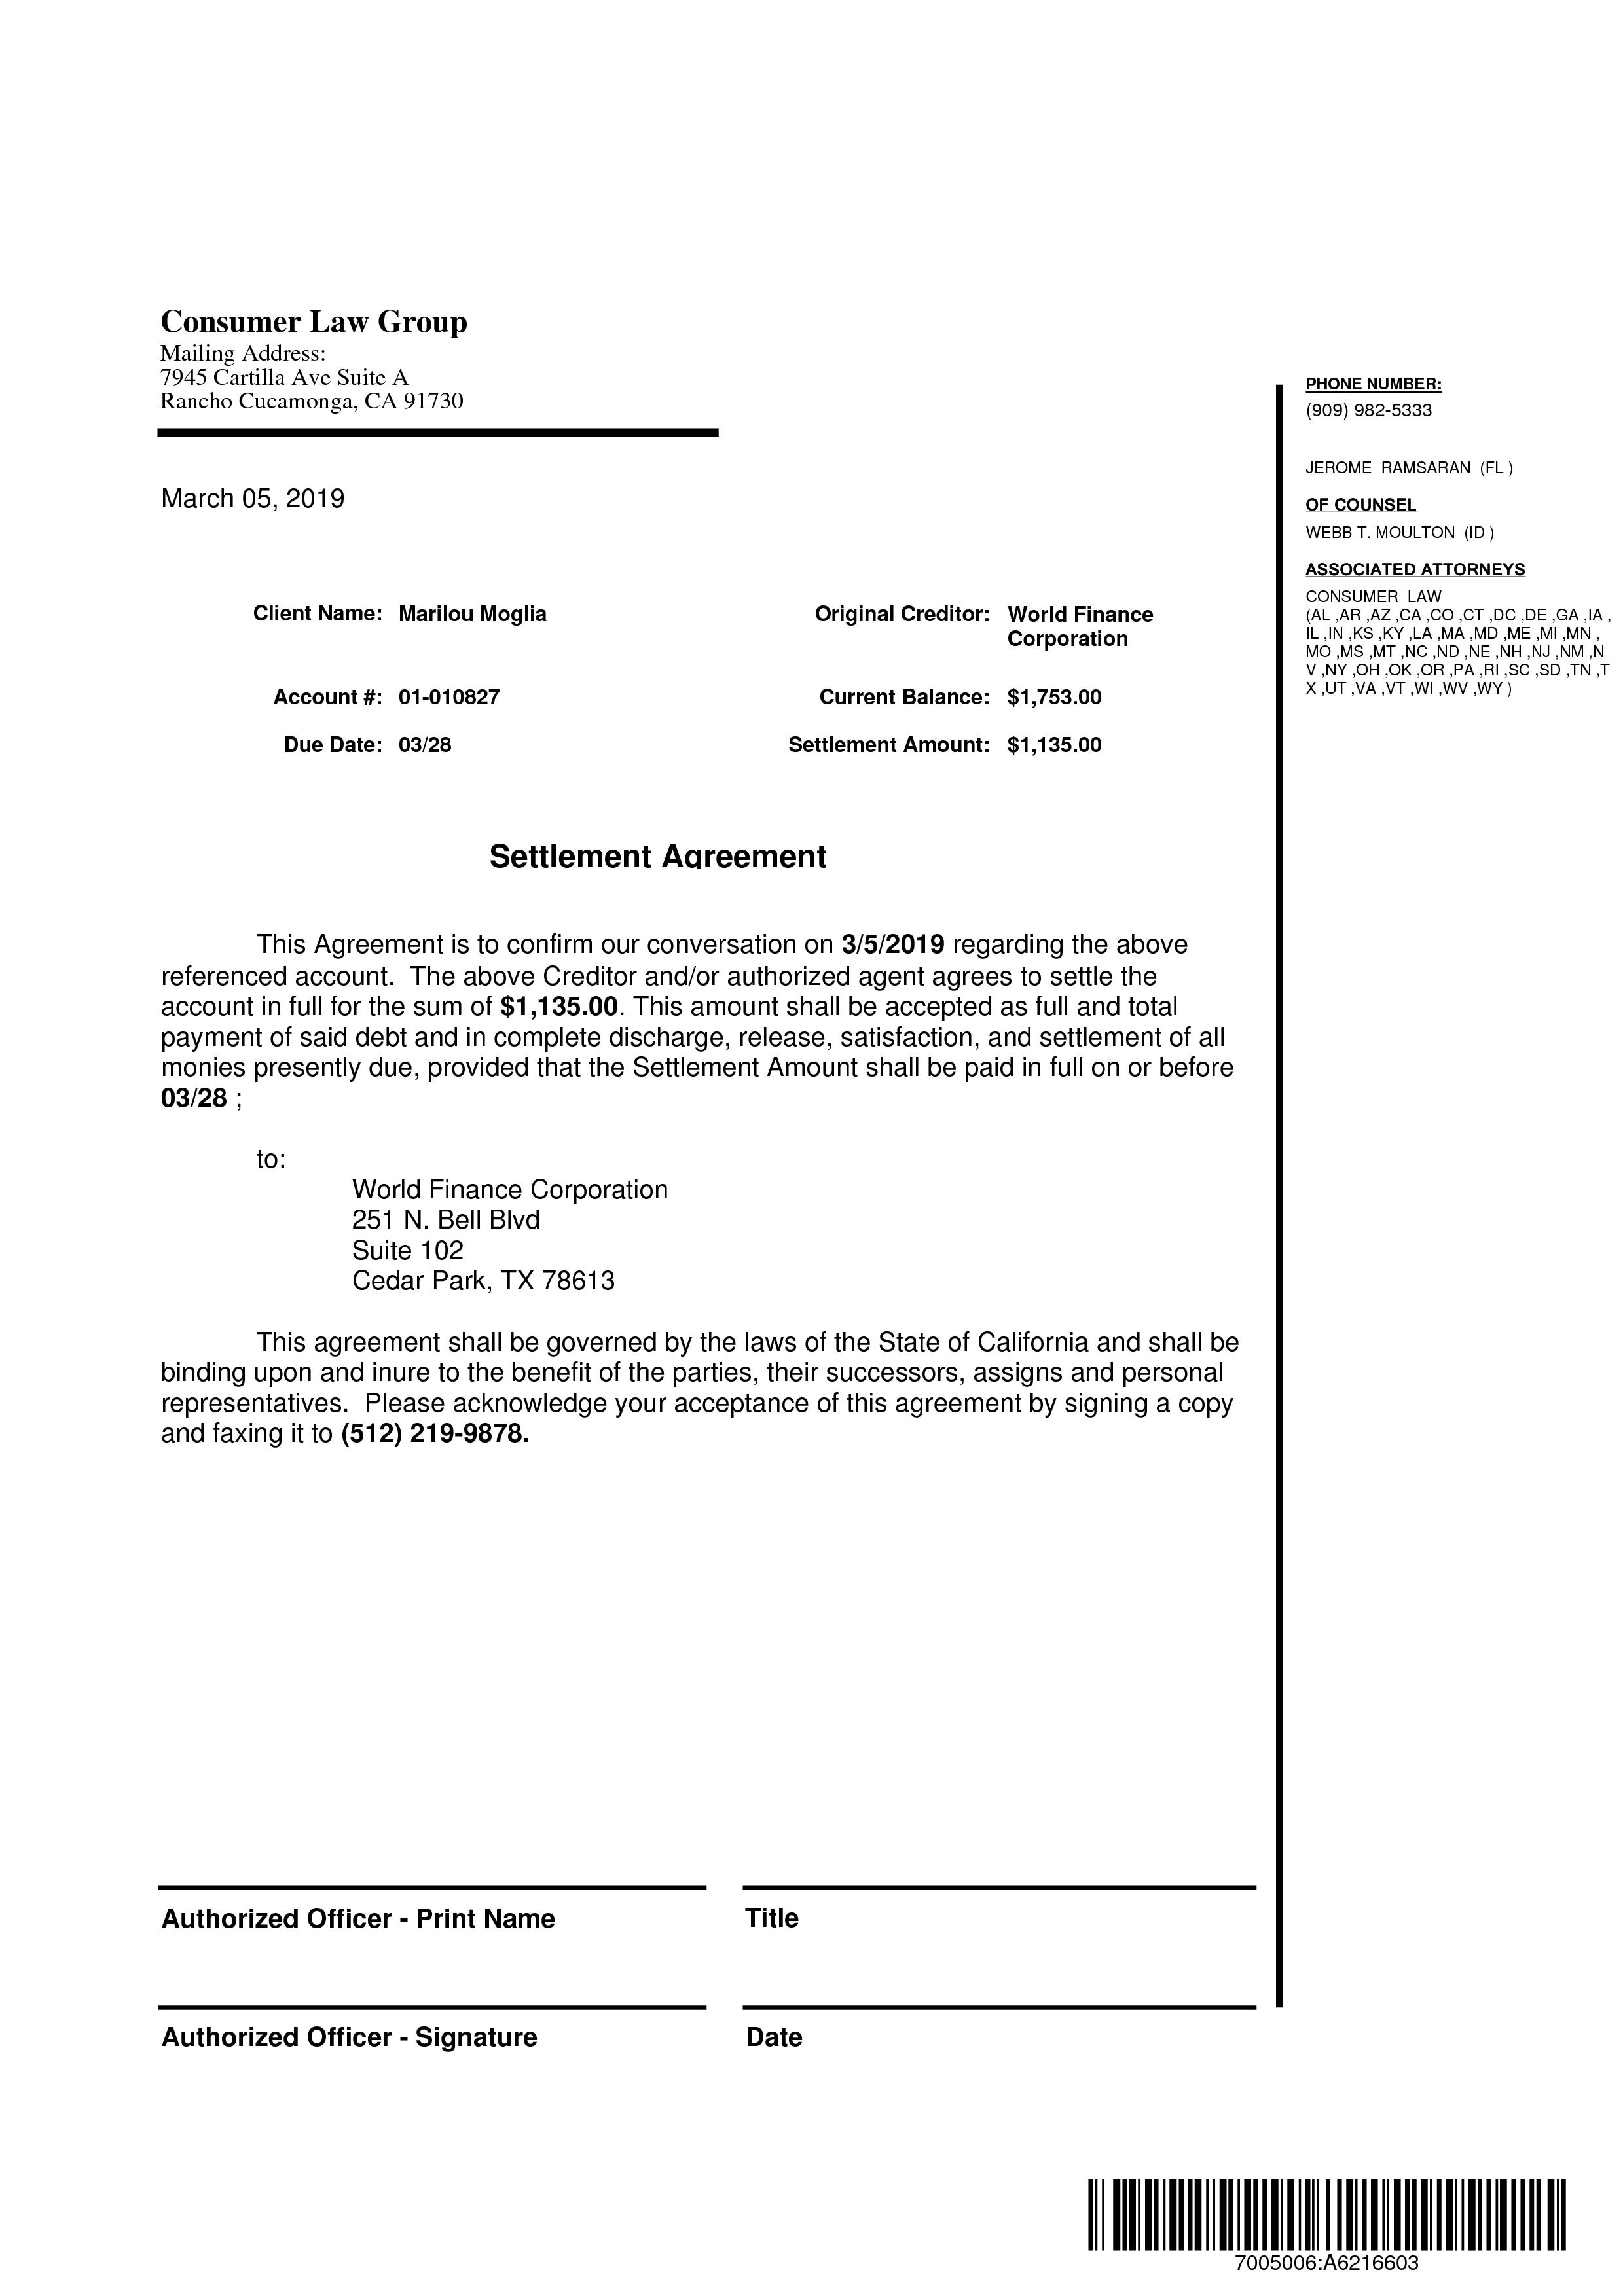 Consumer Law Group
Mailing Address:
7945 Cartilla Ave Suite A
Rancho Cucamonga, CA 91730
PHONE NUMBER:
(909) 982-5333
JEROME RAMSARAN (FL )
OF COUNSEL
WEBB T. MOULTON (ID )
ASSOCIATED ATTORNEYS
CONSUMER LAW
(AL ,AR ,AZ ,CA ,CO ,CT ,DC ,DE ,GA ,IA ,
IL ,IN ,KS ,KY ,LA ,MA ,MD ,ME ,MI ,MN ,
MO ,MS ,MT ,NC ,ND ,NE ,NH ,NJ ,NM ,N
V ,NY ,OH ,OK ,OR ,PA ,RI ,SC ,SD ,TN ,T
X ,UT ,VA ,VT ,WI ,WV ,WY )
March 05, 2019
Client Name: Marilou Moglia
Original Creditor: World Finance
Corporation
Account #: 01-010827
Current Balance: $1,753.00
Due Date: 03/28
Settlement Amount: $1,135.00
Settlement Agreement
This Agreement is to confirm our conversation on 3/5/2019 regarding the above
referenced account. The above Creditor and/or authorized agent agrees to settle the
account in full for the sum of $1,135.00. This amount shall be accepted as full and total
payment of said debt and in complete discharge, release, satisfaction, and settlement of all
monies presently due, provided that the Settlement Amount shall be paid in full on or before
03/28 ;
to:
World Finance Corporation
251 N. Bell Blvd
Suite 102
Cedar Park, TX 78613
This agreement shall be governed by the laws of the State of California and shall be
binding upon and inure to the benefit of the parties, their successors, assigns and personal
representatives. Please acknowledge your acceptance of this agreement by signing a copy
and faxing it to (512) 219-9878.
Authorized Officer - Print Name
Title
Authorized Officer - Signature
Date
7005006:A6216603